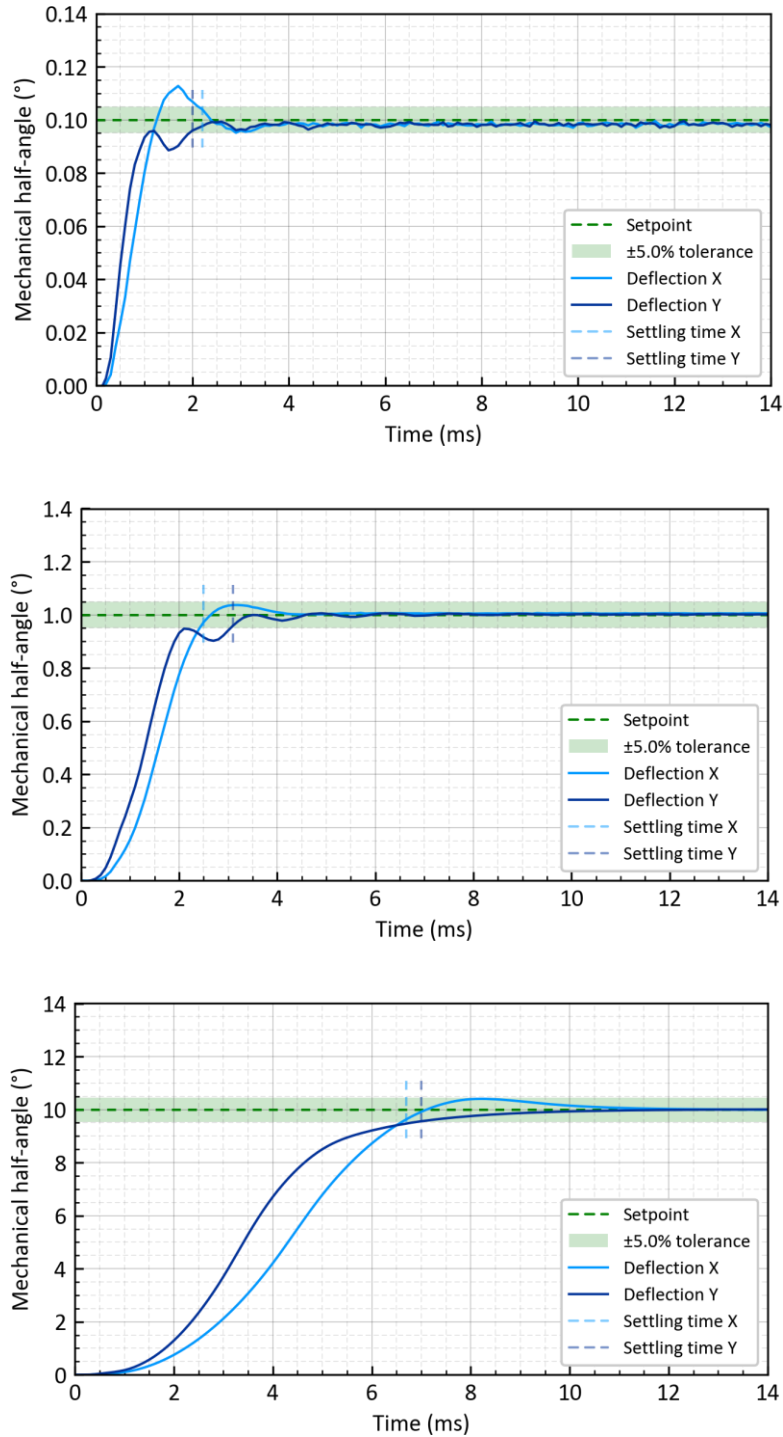 0.14
0.12
0.10
0.08
0.06
0.04
0.02
0.00
Mechanical half-angle (°)
Setpoint
±5.0% tolerance
Deflection X
Deflection Y
Settling time X
Settling time Y
0 2 4 6 8 10 12 14
Time (ms)
1.4
1.2
1.0
0.8
0.6
0.4
0.2
0.0
Mechanical half-angle (°)
Setpoint
±5.0% tolerance
Deflection X
Deflection Y
Settling time X
Settling time Y
0 2 4 6 8 10 12 14
Time (ms)
14
12
10
8
6
4
2
0
Mechanical half-angle (°)
Setpoint
±5.0% tolerance
Deflection X
Deflection Y
Settling time X
Settling time Y
0 2 4 6 8 10 12 14
Time (ms)